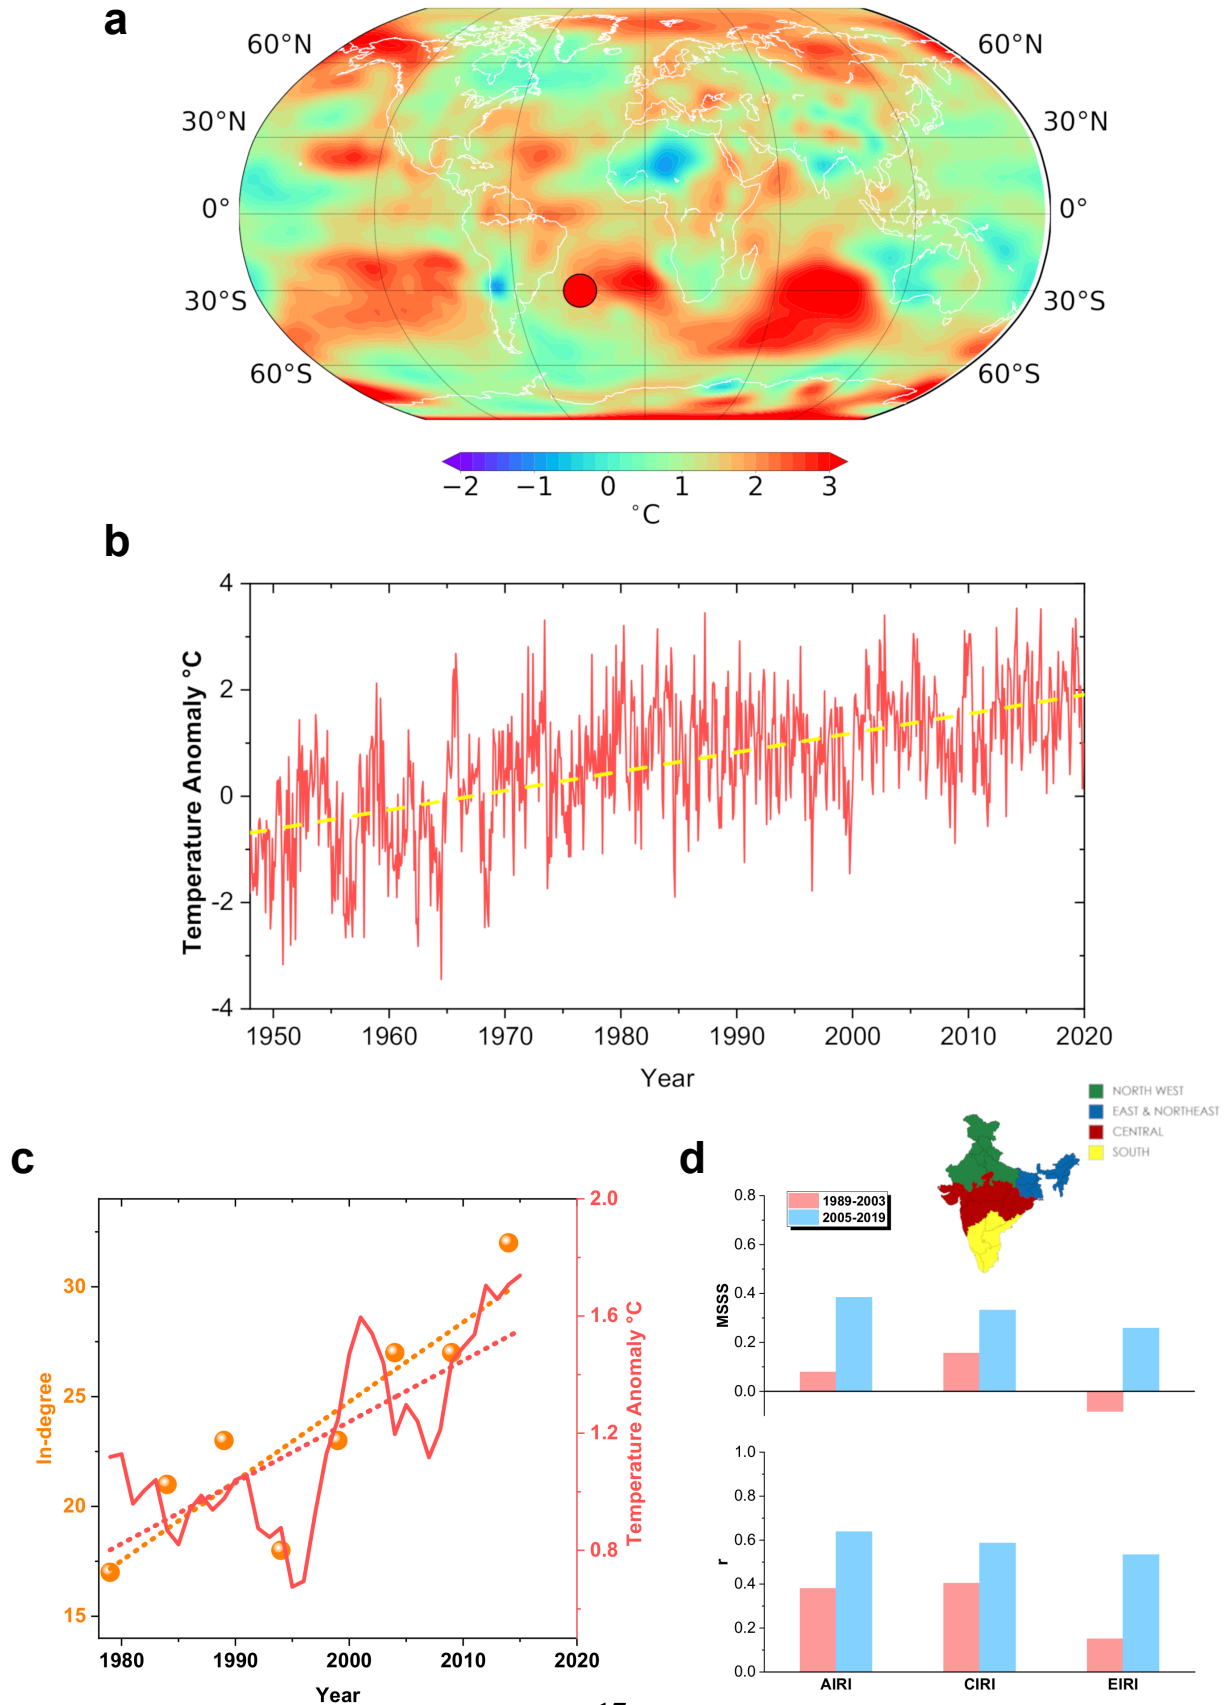 a
60°N 60°N
30°N 30°N
0° 0°
30°S 30°S
60°S 60°S
−2 −1 0 1 2 3
°C
b
4
2
0
-2
-4
Temperature Anomaly °C
1950 1960 1970 1980 1990 2000 2010 2020
Year
c
30
25
20
15
In-degree
2.0
1.6
1.2
0.8
Temperature Anomaly °C
1980 1990 2000 2010 2020
Year
d
NORTH WEST
EAST & NORTHEAST
CENTRAL
SOUTH
1989-2003
2005-2019
0.8
0.6
0.4
0.2
0.0
MSSS
1.0
0.8
0.6
0.4
0.2
0.0
r
AIRI CIRI EIRI